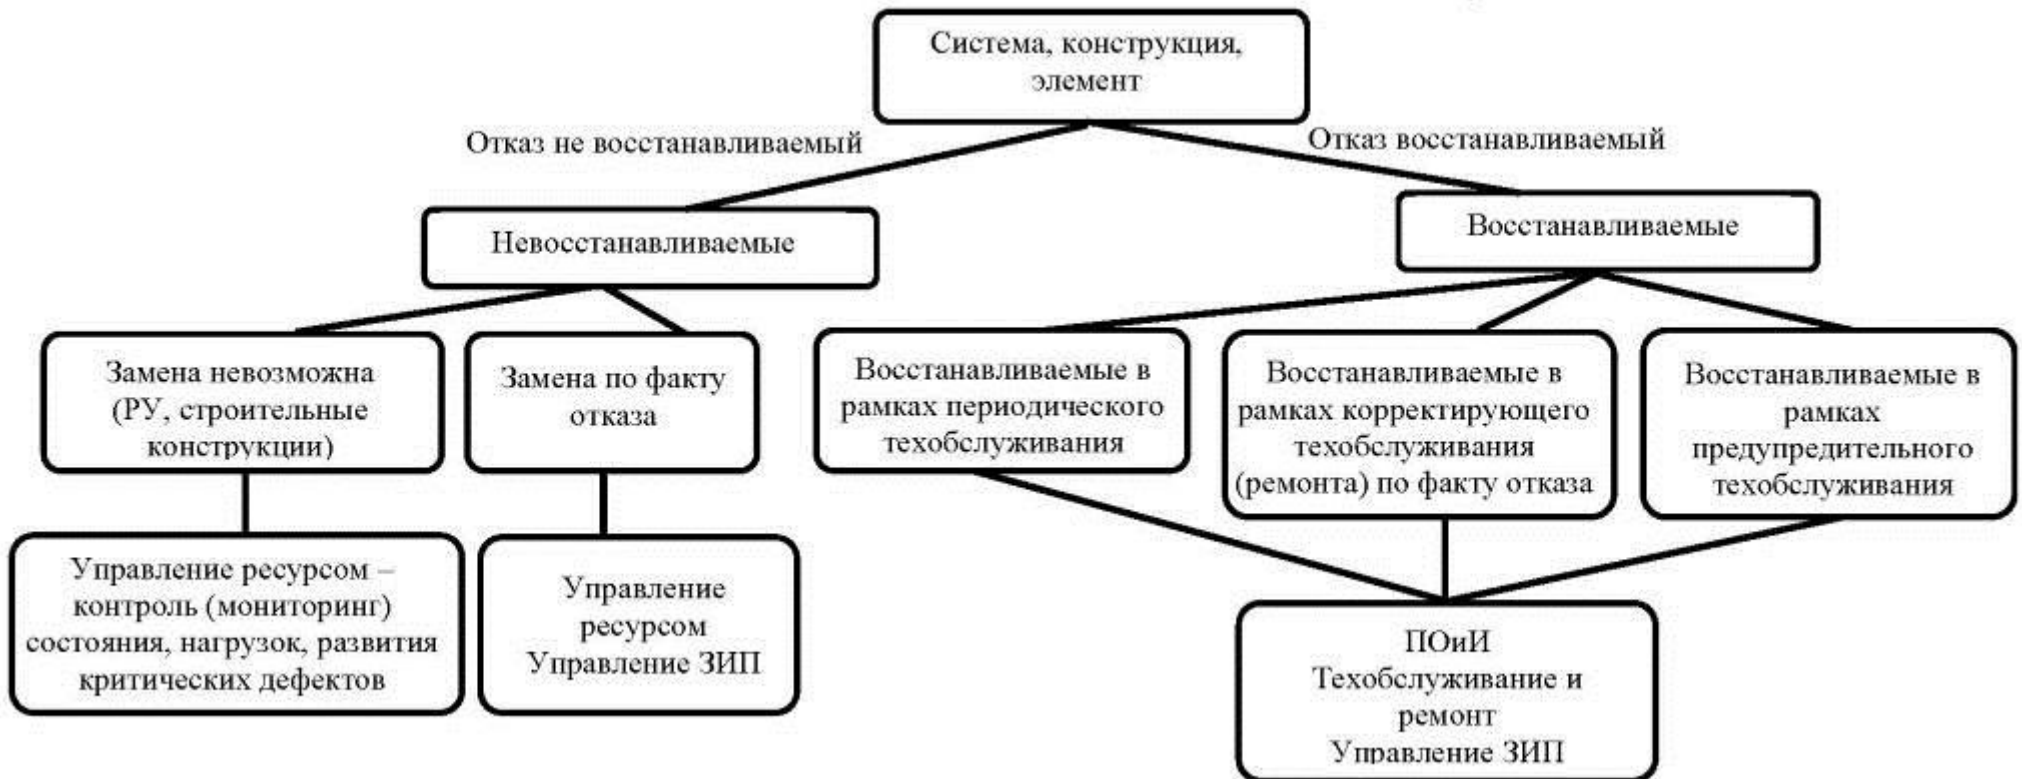 Система, конструкция,
элемент
Отказ не восстанавливаемый
Отказ восстанавливаемый
Невосстанавливаемые
Восстанавливаемые
Замена невозможна
(РУ, строительные
конструкции)
Замена по факту
отказа
Восстанавливаемые в
рамках периодического
техобслуживания
Восстанавливаемые в
рамках корректирующего
техобслуживания
(ремонта) по факту отказа
Восстанавливаемые в
рамках
предупредительного
техобслуживания
Управление ресурсом –
контроль (мониторинг)
состояния, нагрузок, развития
критических дефектов
Управление
ресурсом
Управление ЗИП
ПОиИ
Техобслуживание и
ремонт
Управление ЗИП